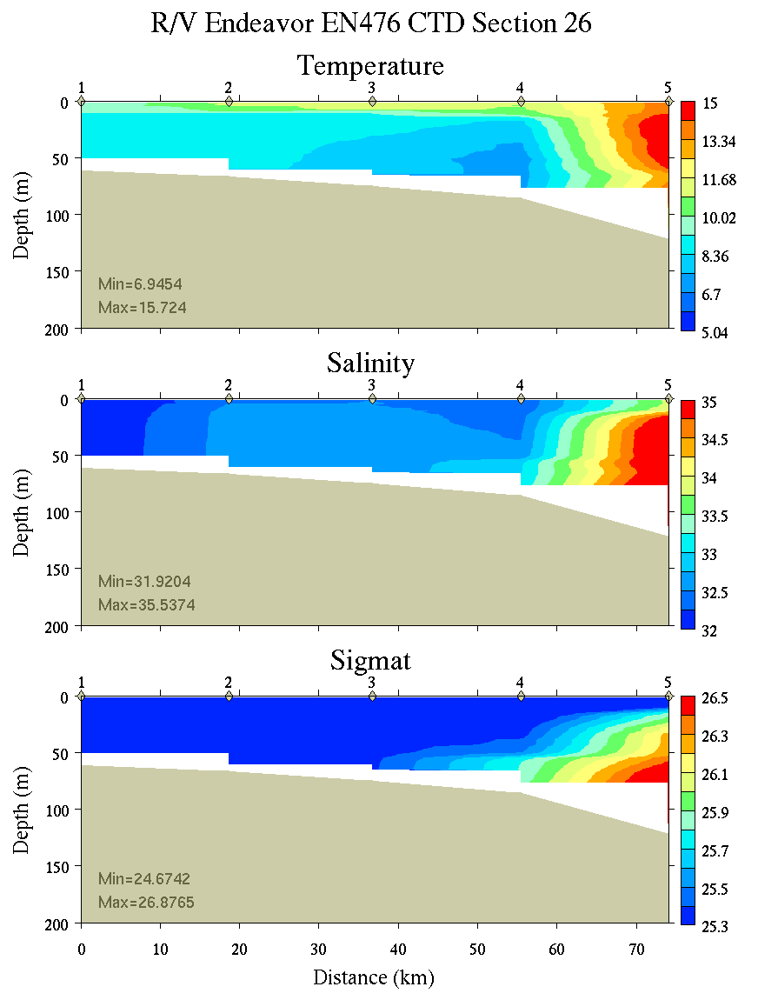 R/V Endeavor EN476 CTD Section 26
Temperature
1 2 3 4 5
0
50
100
150
200
Depth (m)
Min=6.9454
Max=15.724
15
13.34
11.68
10.02
8.36
6.7
5.04
Salinity
1 2 3 4 5
0
50
100
150
200
Depth (m)
Min=31.9204
Max=35.5374
35
34.5
34
33.5
33
32.5
32
Sigmat
1 2 3 4 5
0
50
100
150
200
Depth (m)
Min=24.6742
Max=26.8765
26.5
26.3
26.1
25.9
25.7
25.5
25.3
0 10 20 30 40 50 60 70
Distance (km)